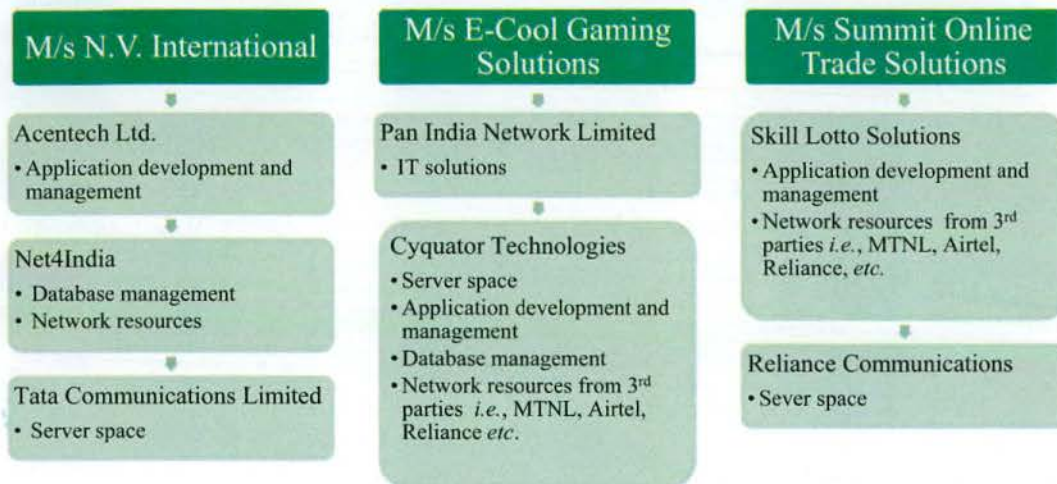 M/s N.V. International
Acentech Ltd.
• Application development and
management
Net4India
• Database management
• Network resources
Tata Communications Limited
• Server space
M/s E-Cool Gaming
Solutions
Pan India Network Limited
• IT solutions
Cyquator Technologies
• Server space
• Application development and
management
• Database management
• Network resources from 3rd
parties i.e., MTNL, Airtel,
Reliance etc.
M/s Summit Online
Trade Solutions
Skill Lotto Solutions
• Application development and
management
• Network resources from 3rd
parties i.e., MTNL, Airtel,
Reliance, etc.
Reliance Communications
• Sever space